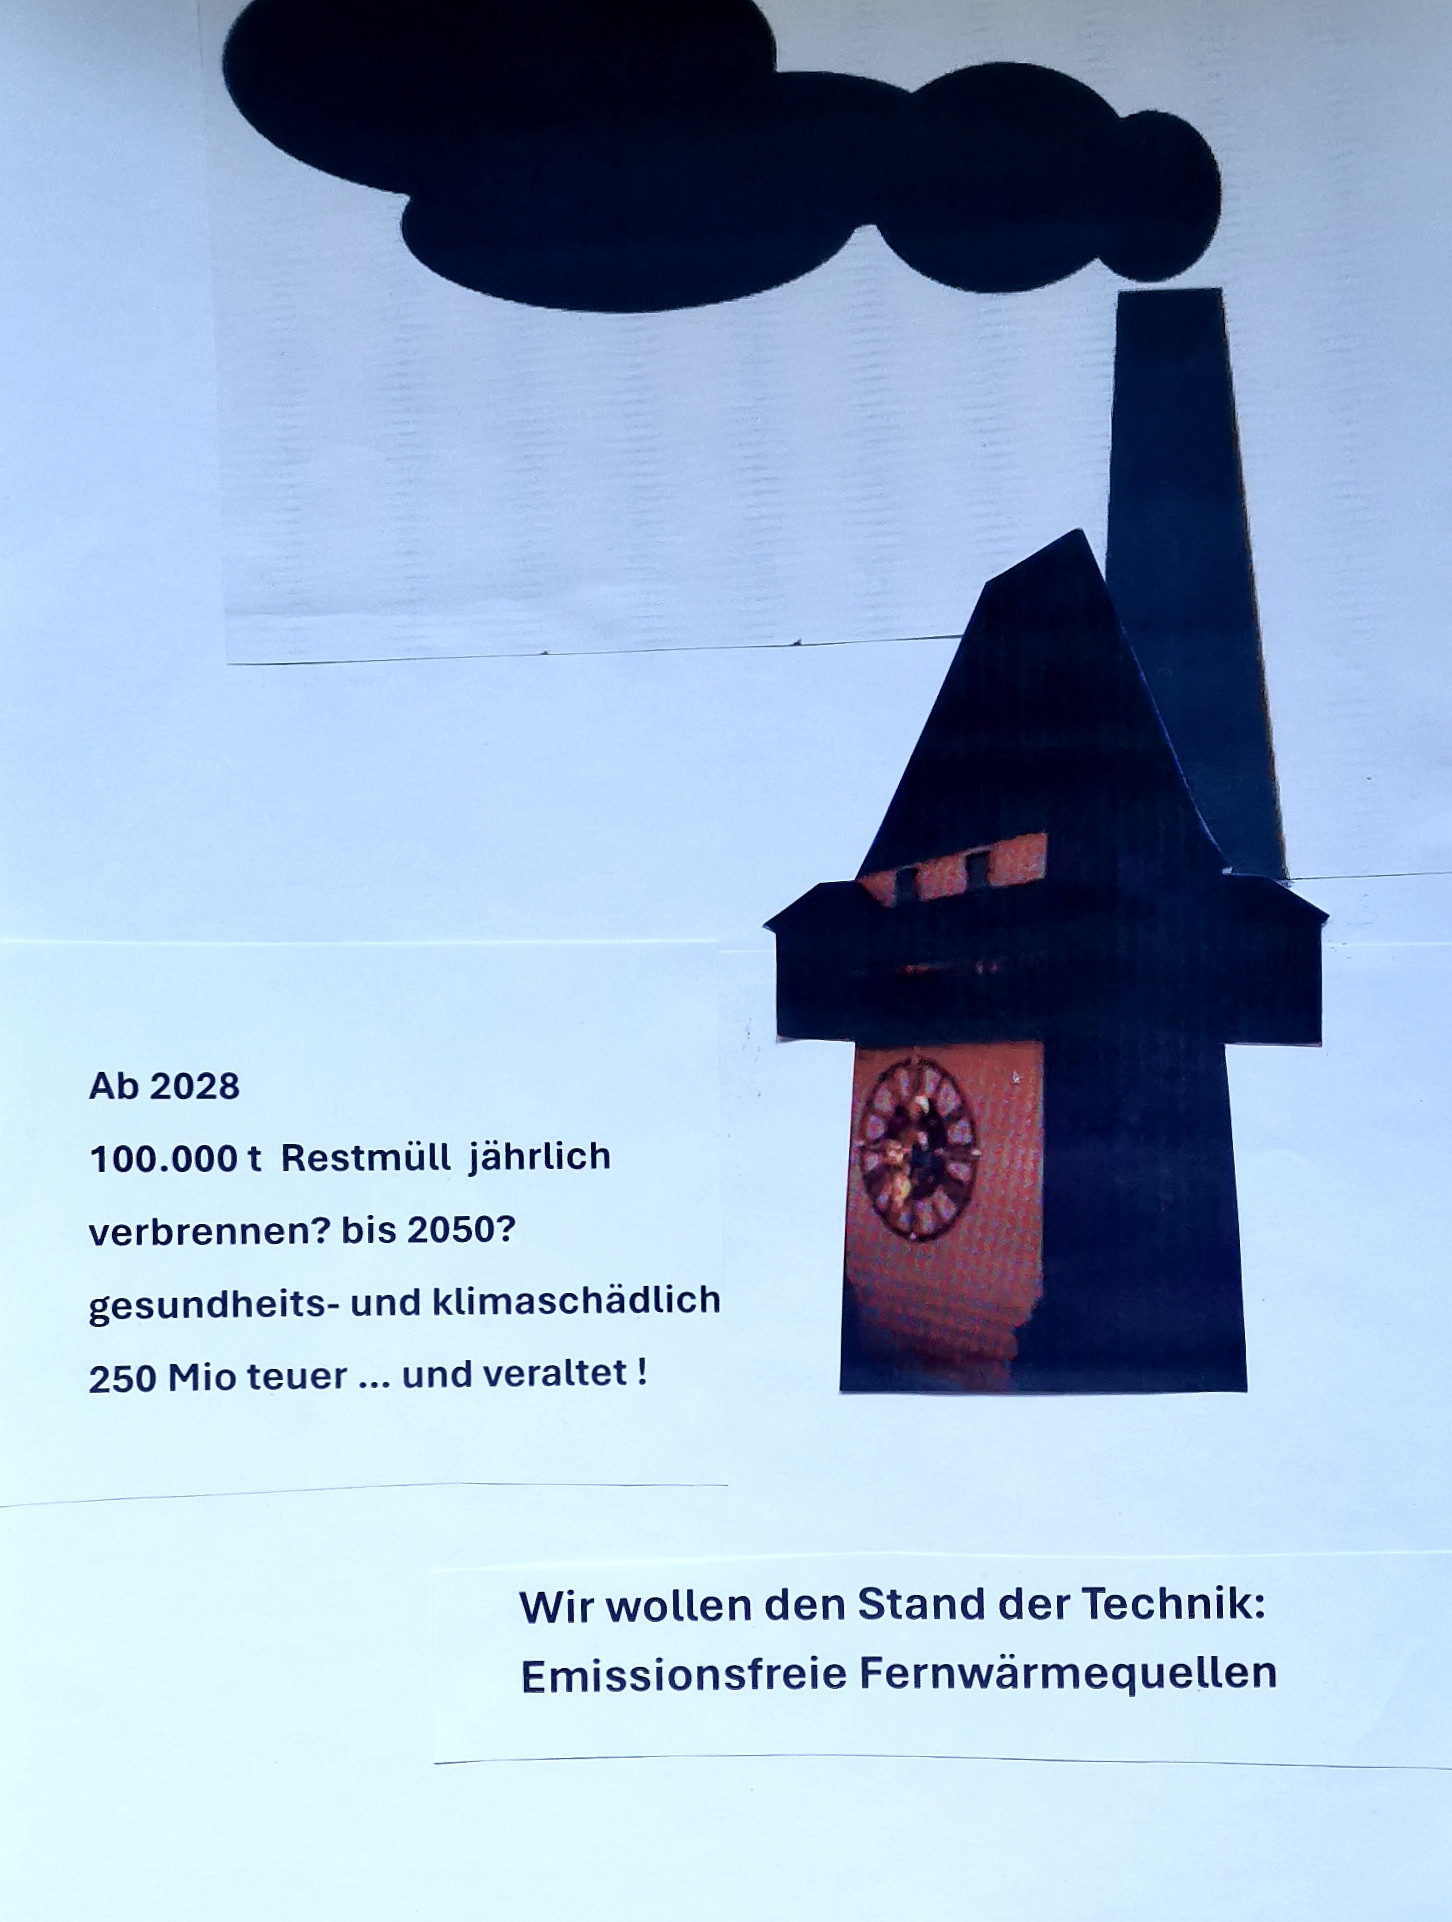 Ab 2028
100.000 t Restmüll jährlich
verbrennen? bis 2050?
gesundheits- und klimaschädlich
250 Mio teuer ... und veraltet !
Wir wollen den Stand der Technik:
Emissionsfreie Fernwärmequellen